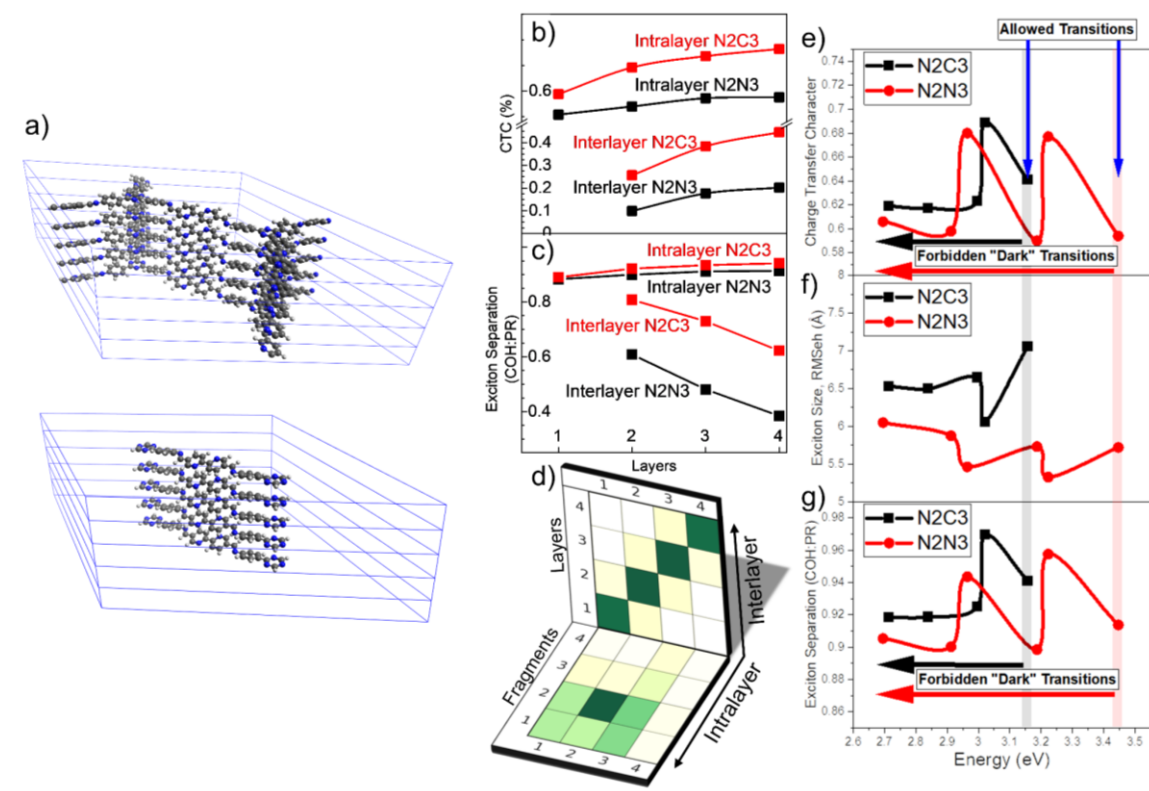 a)
b)
Intralayer N2C3
Intralayer N2N3
Interlayer N2C3
Interlayer N2N3
CTC (%)
0.6
0.4
0.3
0.2
0.1
0
c)
Intralayer N2C3
Intralayer N2N3
Interlayer N2C3
Interlayer N2N3
Exciton Separation
(COH:PR)
0.8
0.6
0.4
1 2 3 4
Layers
d)
1 2 3 4
Layers
4
3
2
1
Interlayer
Fragments
4
3
2
1
1 2 3 4
Intralayer
Allowed Transitions
e)
N2C3
N2N3
Charge Transfer Character
0.74
0.72
0.7
0.68
0.66
0.64
0.62
0.6
0.58
Forbidden "Dark" Transitions
f)
N2C3
N2N3
Exciton Size, RMSeh (Å)
8
7.5
7
6.5
6
5.5
5
g)
N2C3
N2N3
Exciton Separation (COH:PR)
0.98
0.96
0.94
0.92
0.9
0.88
0.86
Forbidden "Dark" Transitions
2.6 2.7 2.8 2.9 3 3.1 3.2 3.3 3.4 3.5
Energy (eV)